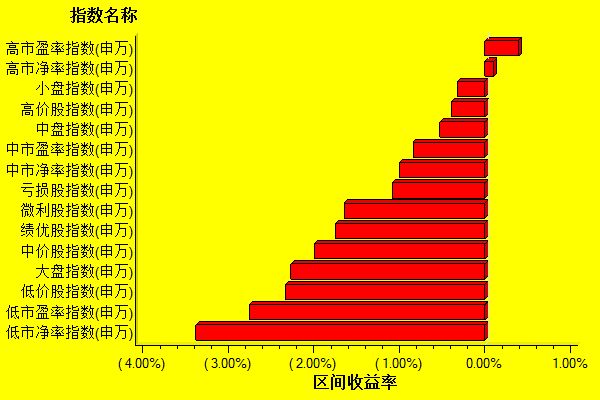 指数名称
高市盈率指数(申万)
高市净率指数(申万)
小盘指数(申万)
高价股指数(申万)
中盘指数(申万)
中市盈率指数(申万)
中市净率指数(申万)
亏损股指数(申万)
微利股指数(申万)
绩优股指数(申万)
中价股指数(申万)
大盘指数(申万)
低价股指数(申万)
低市盈率指数(申万)
低市净率指数(申万)
(4.00%) (3.00%) (2.00%) (1.00%) 0.00% 1.00%
区间收益率